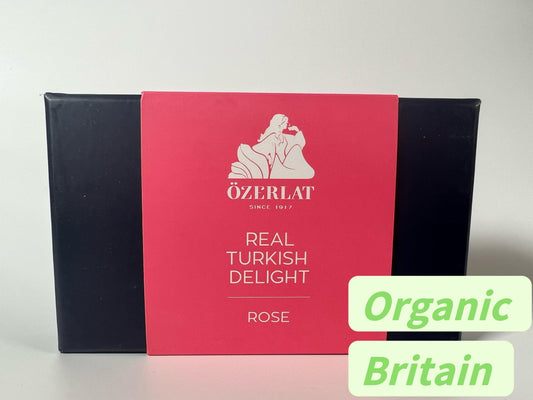 ÖZERLAT
SINCE 1917
REAL
TURKISH
DELIGHT
ROSE
Organic
Britain